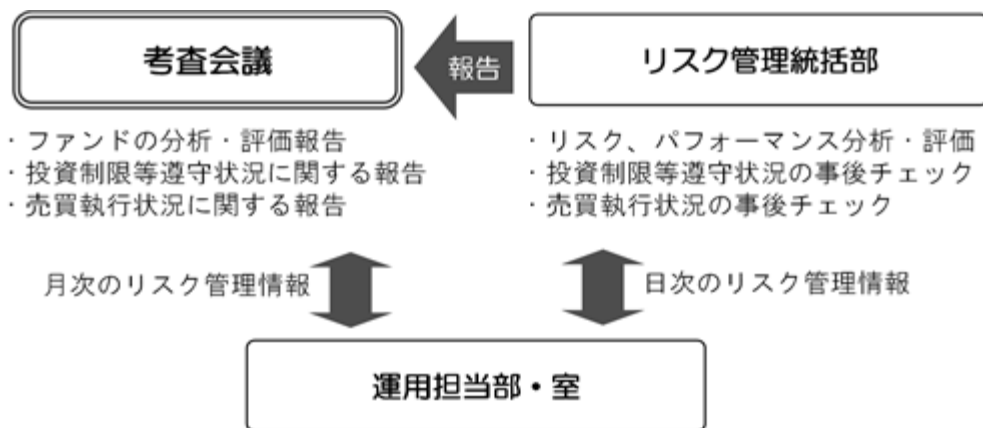 考査会議
報告
リスク管理統括部
・ファンドの分析・評価報告
・投資制限等遵守状況に関する報告
・売買執行状況に関する報告
・リスク、パフォーマンス分析・評価
・投資制限等遵守状況の事後チェック
・売買執行状況の事後チェック
月次のリスク管理情報
日次のリスク管理情報
運用担当部・室